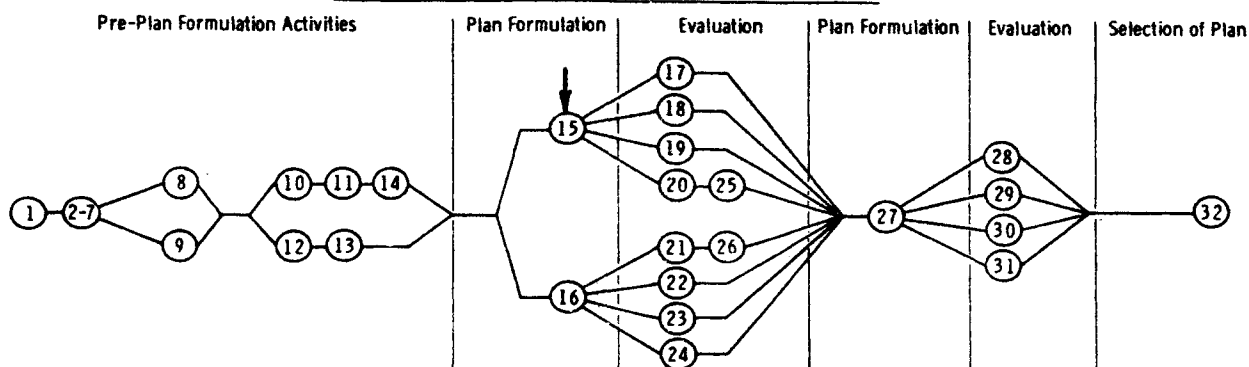 Pre-Plan Formulation Activities
Plan Formulation
Evaluation
Plan Formulation
Evaluation
Selection of Plan
17
18
15
19
28
8
10 11 14
20 25
29
1 2-7
27
32
9
12 13
21 26
30
22
31
16
23
24